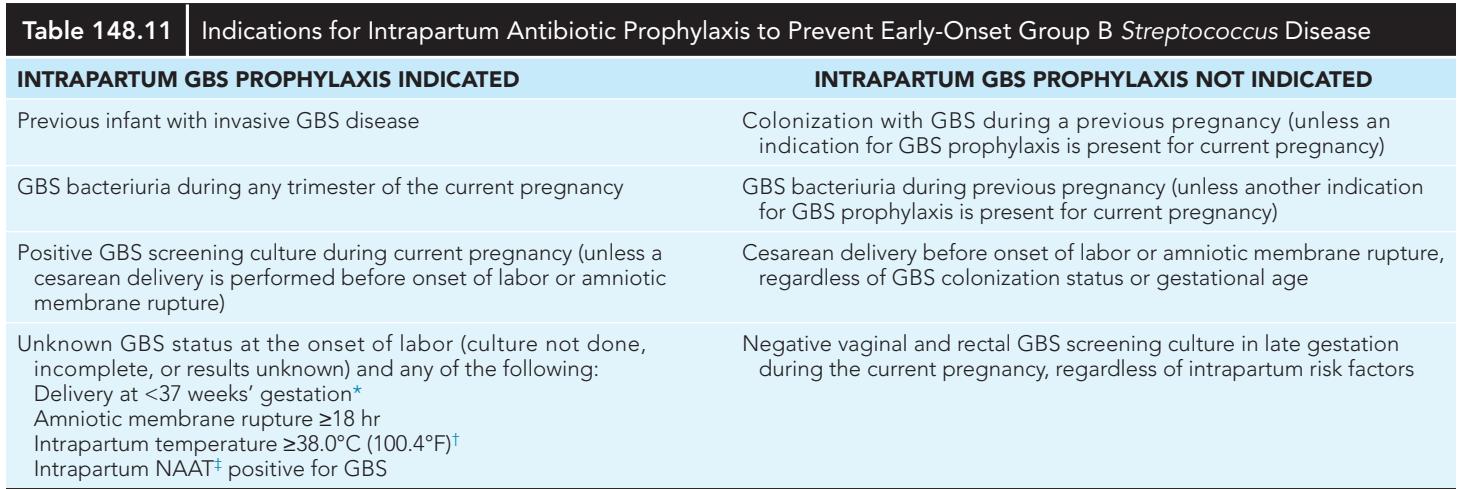 Table 148.11 Indications for Intrapartum Antibiotic Prophylaxis to Prevent Early-Onset Group B Streptococcus Disease
INTRAPARTUM GBS PROPHYLAXIS INDICATED
INTRAPARTUM GBS PROPHYLAXIS NOT INDICATED
Previous infant with invasive GBS disease
Colonization with GBS during a previous pregnancy (unless an
indication for GBS prophylaxis is present for current pregnancy)
GBS bacteriuria during any trimester of the current pregnancy
GBS bacteriuria during previous pregnancy (unless another indication
for GBS prophylaxis is present for current pregnancy)
Positive GBS screening culture during current pregnancy (unless a
cesarean delivery is performed before onset of labor or amniotic
membrane rupture)
Cesarean delivery before onset of labor or amniotic membrane rupture,
regardless of GBS colonization status or gestational age
Unknown GBS status at the onset of labor (culture not done,
incomplete, or results unknown) and any of the following:
Delivery at <37 weeks' gestation*
Amniotic membrane rupture ≥18 hr
Intrapartum temperature ≥38.0°C (100.4°F)†
Intrapartum NAAT‡ positive for GBS
Negative vaginal and rectal GBS screening culture in late gestation
during the current pregnancy, regardless of intrapartum risk factors